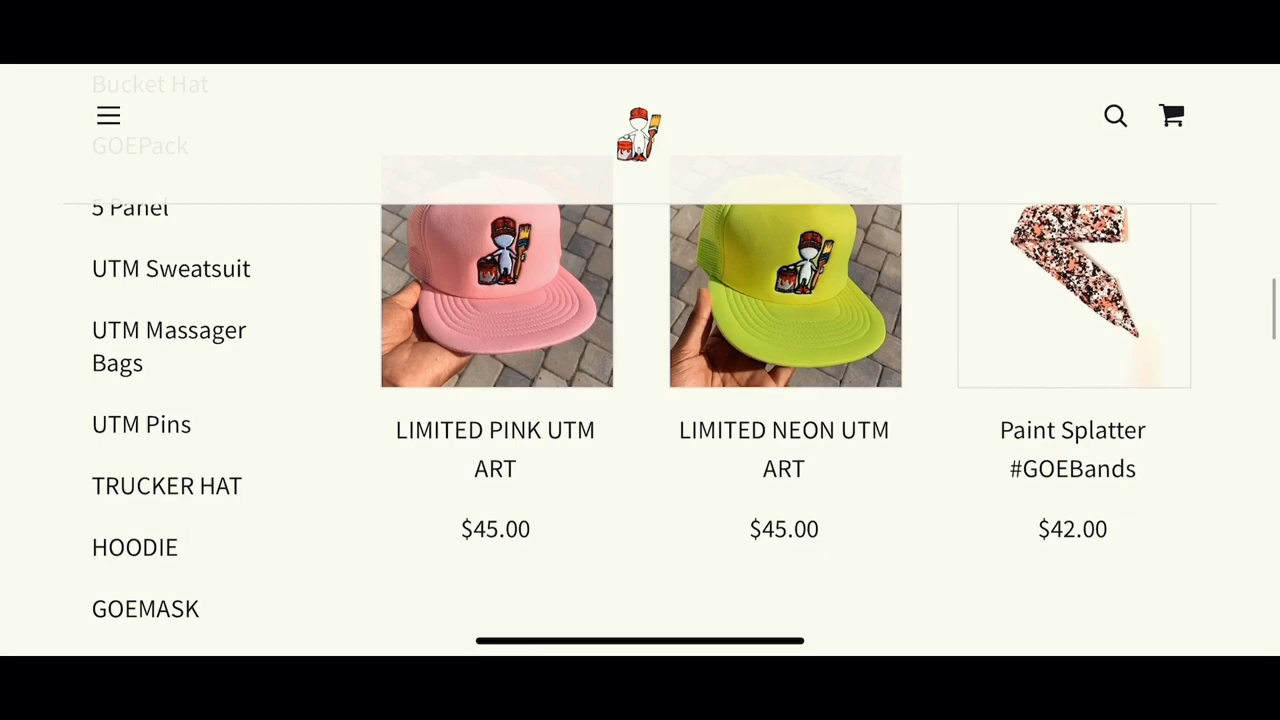 Bucket Hat
GOEPack
5 Panel
UTM Sweatsuit
UTM Massager
Bags
UTM Pins
TRUCKER HAT
HOODIE
GOEMASK
LIMITED PINK UTM
ART
$45.00
LIMITED NEON UTM
ART
$45.00
Paint Splatter
#GOEBands
$42.00